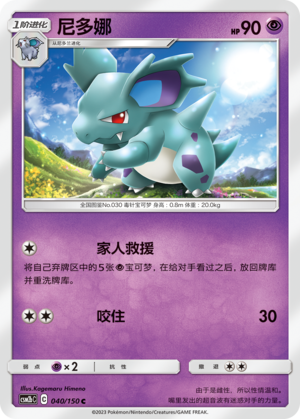 1阶进化
尼多娜
HP90
从尼多兰进化
全国图鉴No.030 毒针宝可梦 身高:0.8m 体重:20.0kg
家人救援
将自己弃牌区中的5张宝可梦,在给对手看过之后,放回牌库
并重洗牌库。
咬住 30
弱点 ×2 抗性 撤退
Illus.Kagemaru Himeno
CSM2b C G 040/150 C
由于是雌性,所以性情温和。
嘴里发出的超音波有迷惑对手的力量。
©2023 Pokémon/Nintendo/Creatures/GAME FREAK.